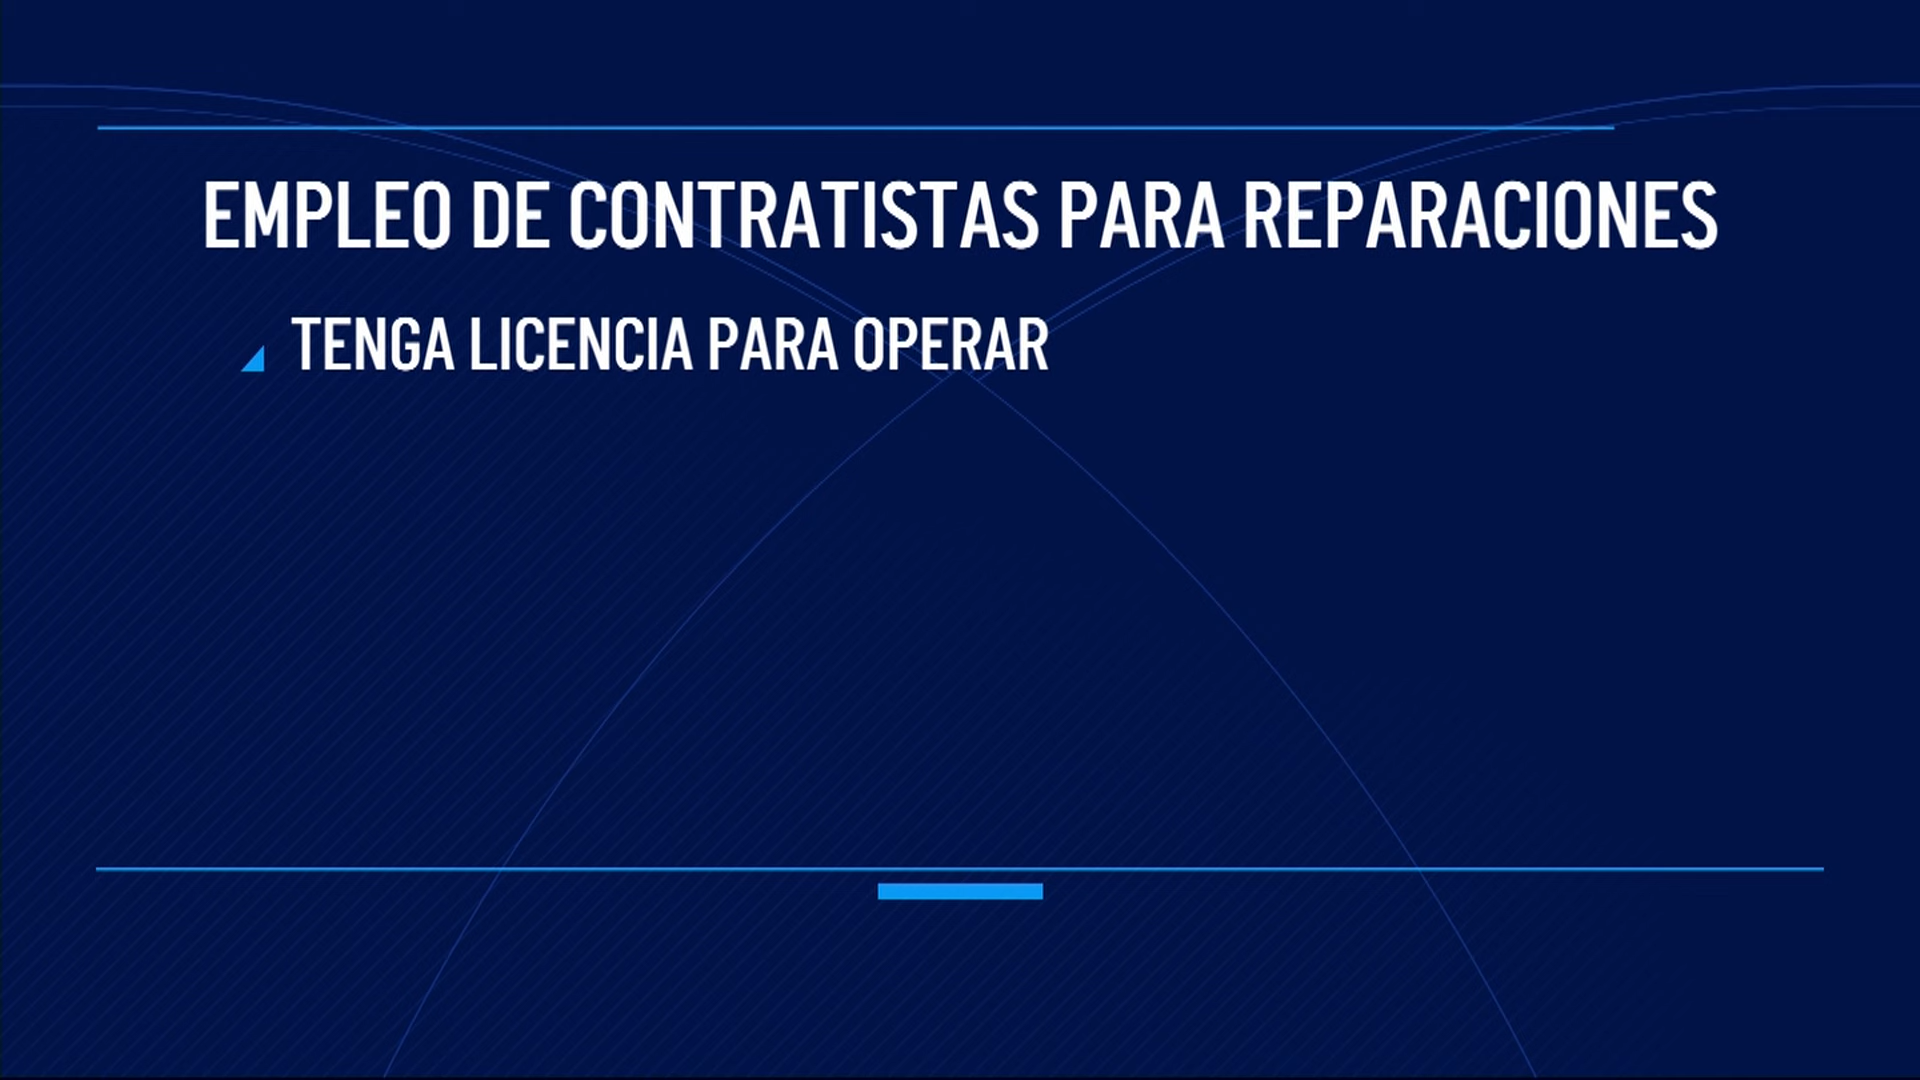 EMPLEO DE CONTRATISTAS PARA REPARACIONES
TENGA LICENCIA PARA OPERAR